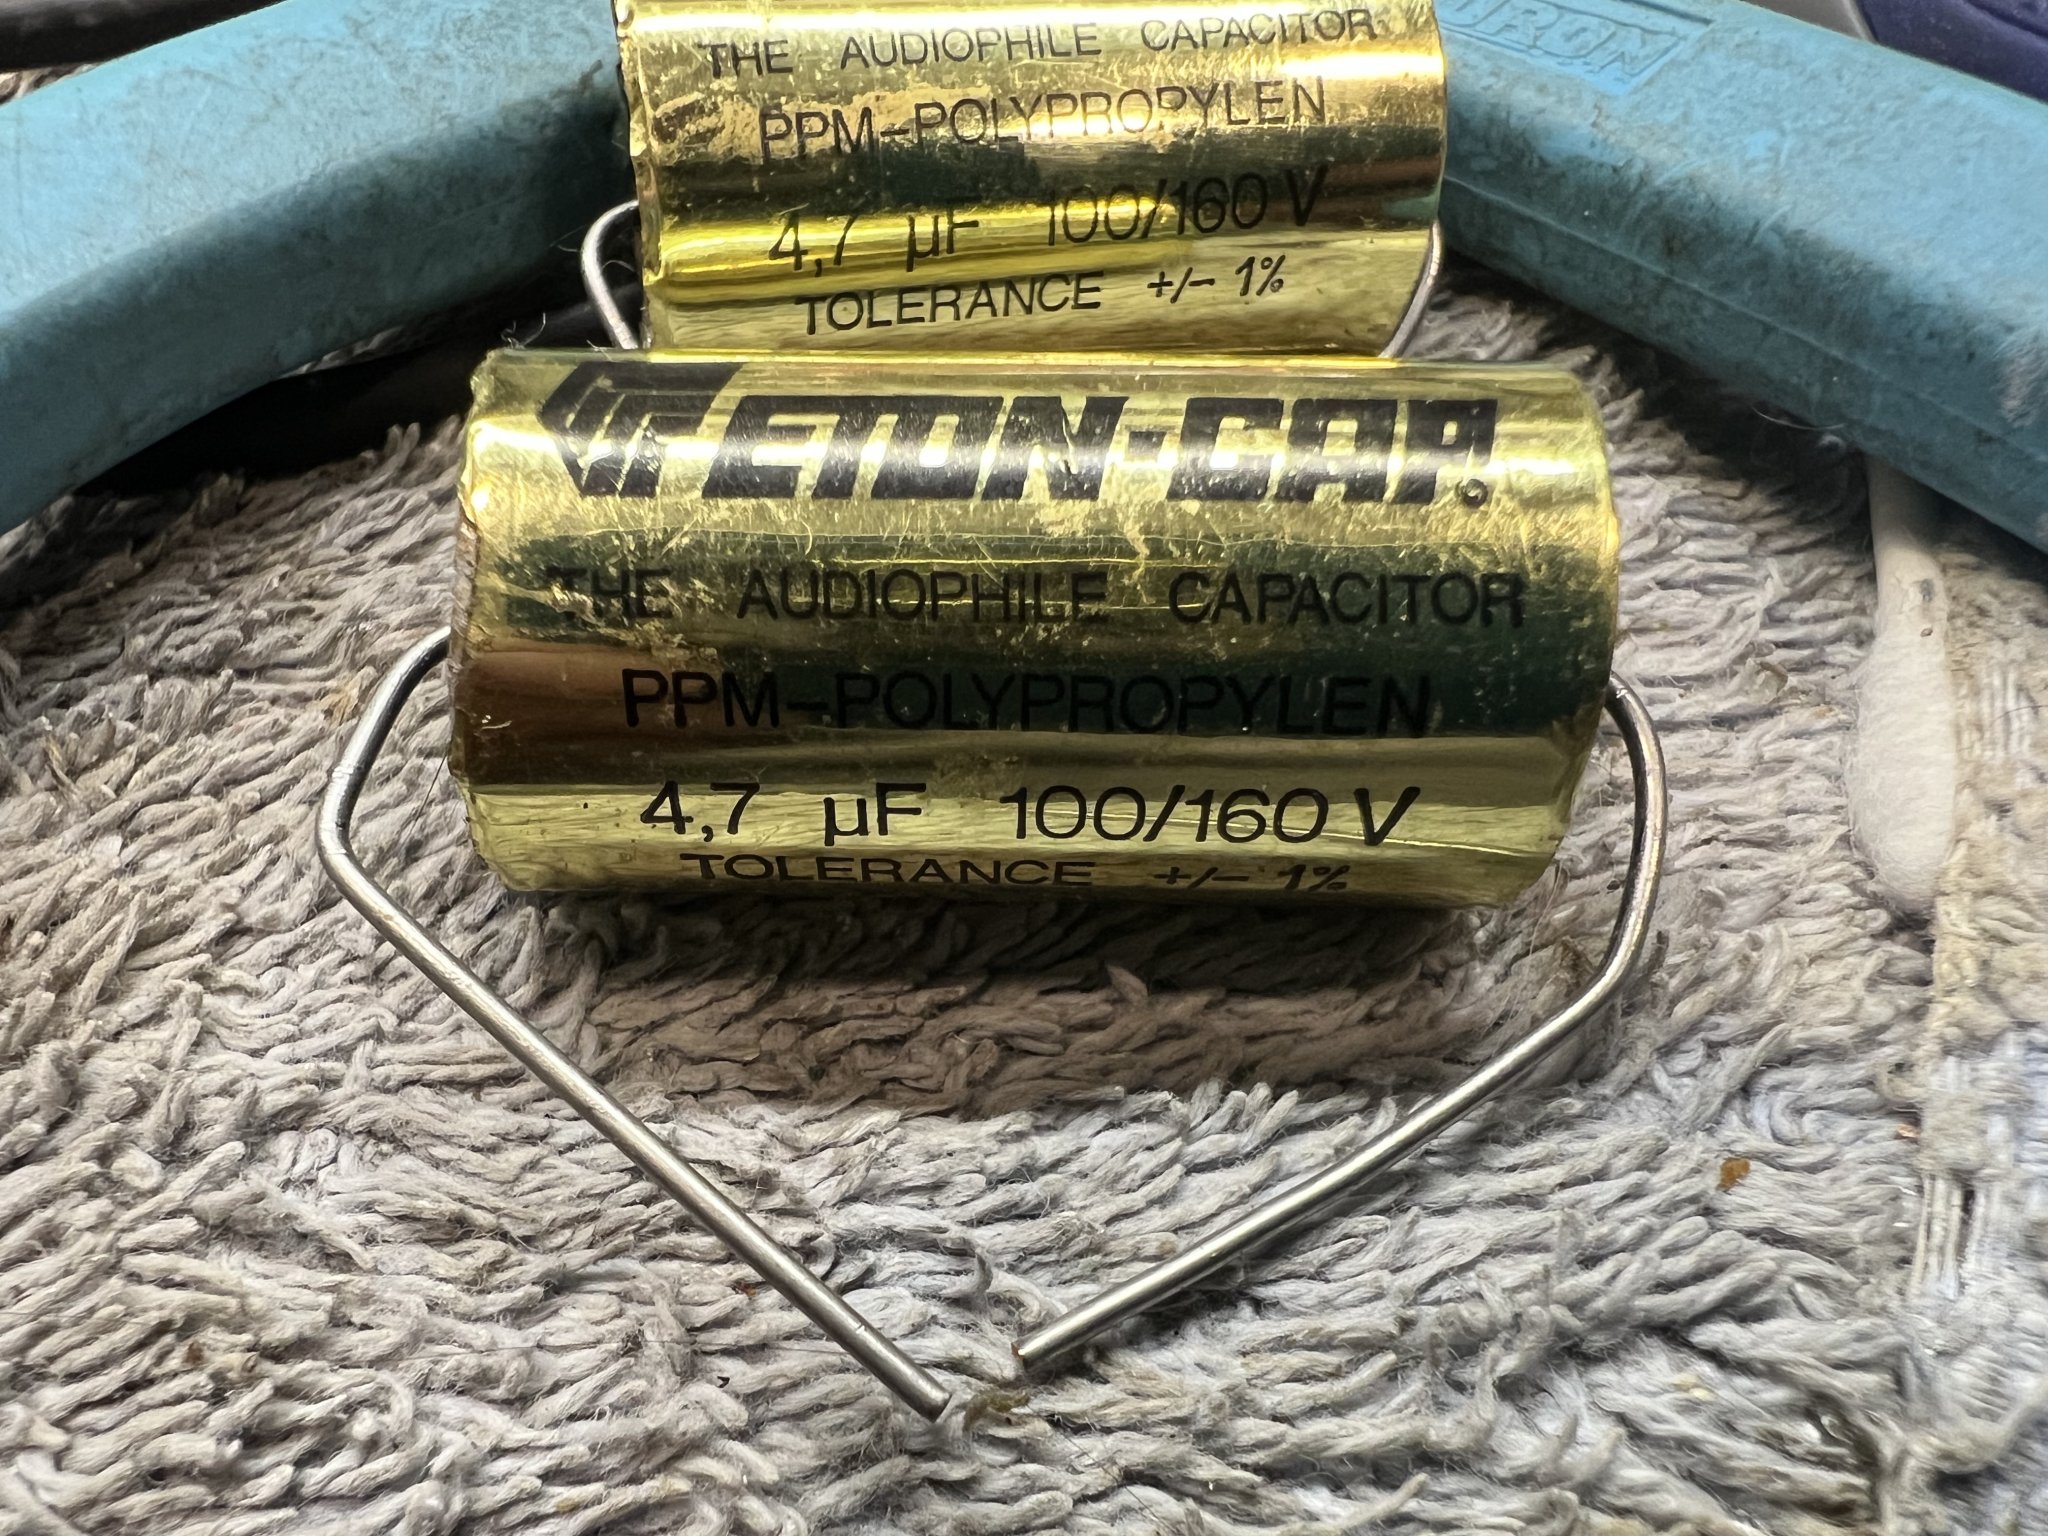 THE AUDIOPHILE CAPACITOR
PPM-POLYPROPYLEN
4,7 µF 100/160 V
TOLERANCE +/- 1%
ETON-CAP.
THE AUDIOPHILE CAPACITOR
PPM-POLYPROPYLEN
4,7 µF 100/160 V
TOLERANCE +/- 1%